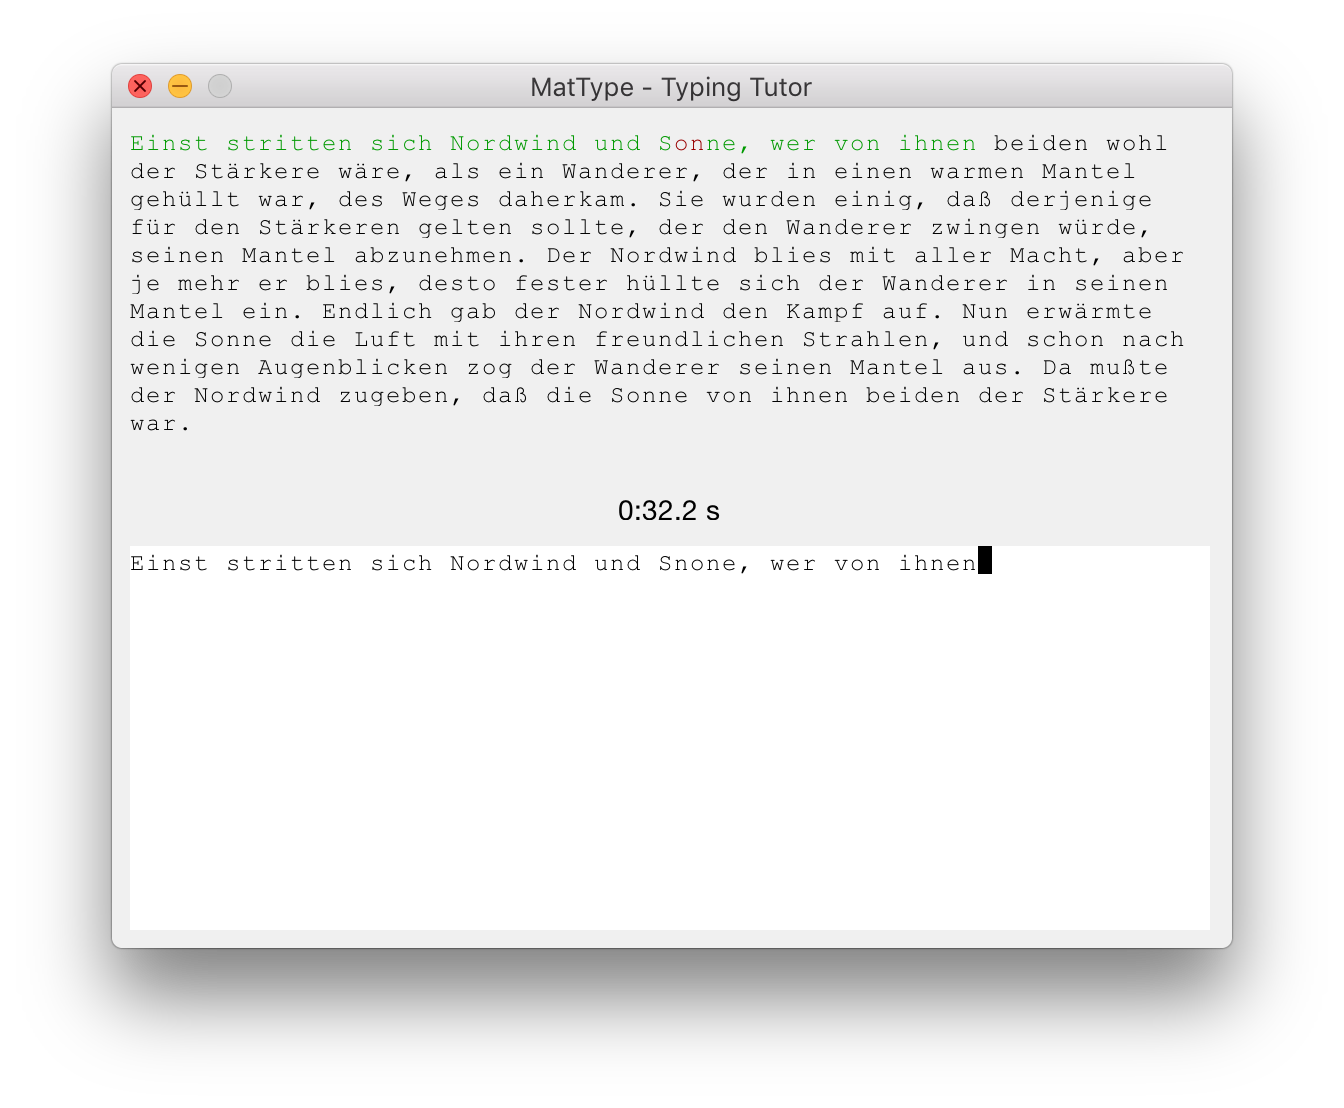 MatType - Typing Tutor
Einst stritten sich Nordwind und Sonne, wer von ihnen beiden wohl
der Stärkere wäre, als ein Wanderer, der in einen warmen Mantel
gehüllt war, des Weges daherkam. Sie wurden einig, daß derjenige
für den Stärkeren gelten sollte, der den Wanderer zwingen würde,
seinen Mantel abzunehmen. Der Nordwind blies mit aller Macht, aber
je mehr er blies, desto fester hüllte sich der Wanderer in seinen
Mantel ein. Endlich gab der Nordwind den Kampf auf. Nun erwärmte
die Sonne die Luft mit ihren freundlichen Strahlen, und schon nach
wenigen Augenblicken zog der Wanderer seinen Mantel aus. Da mußte
der Nordwind zugeben, daß die Sonne von ihnen beiden der Stärkere
war.
0:32.2 s
Einst stritten sich Nordwind und Snone, wer von ihnen